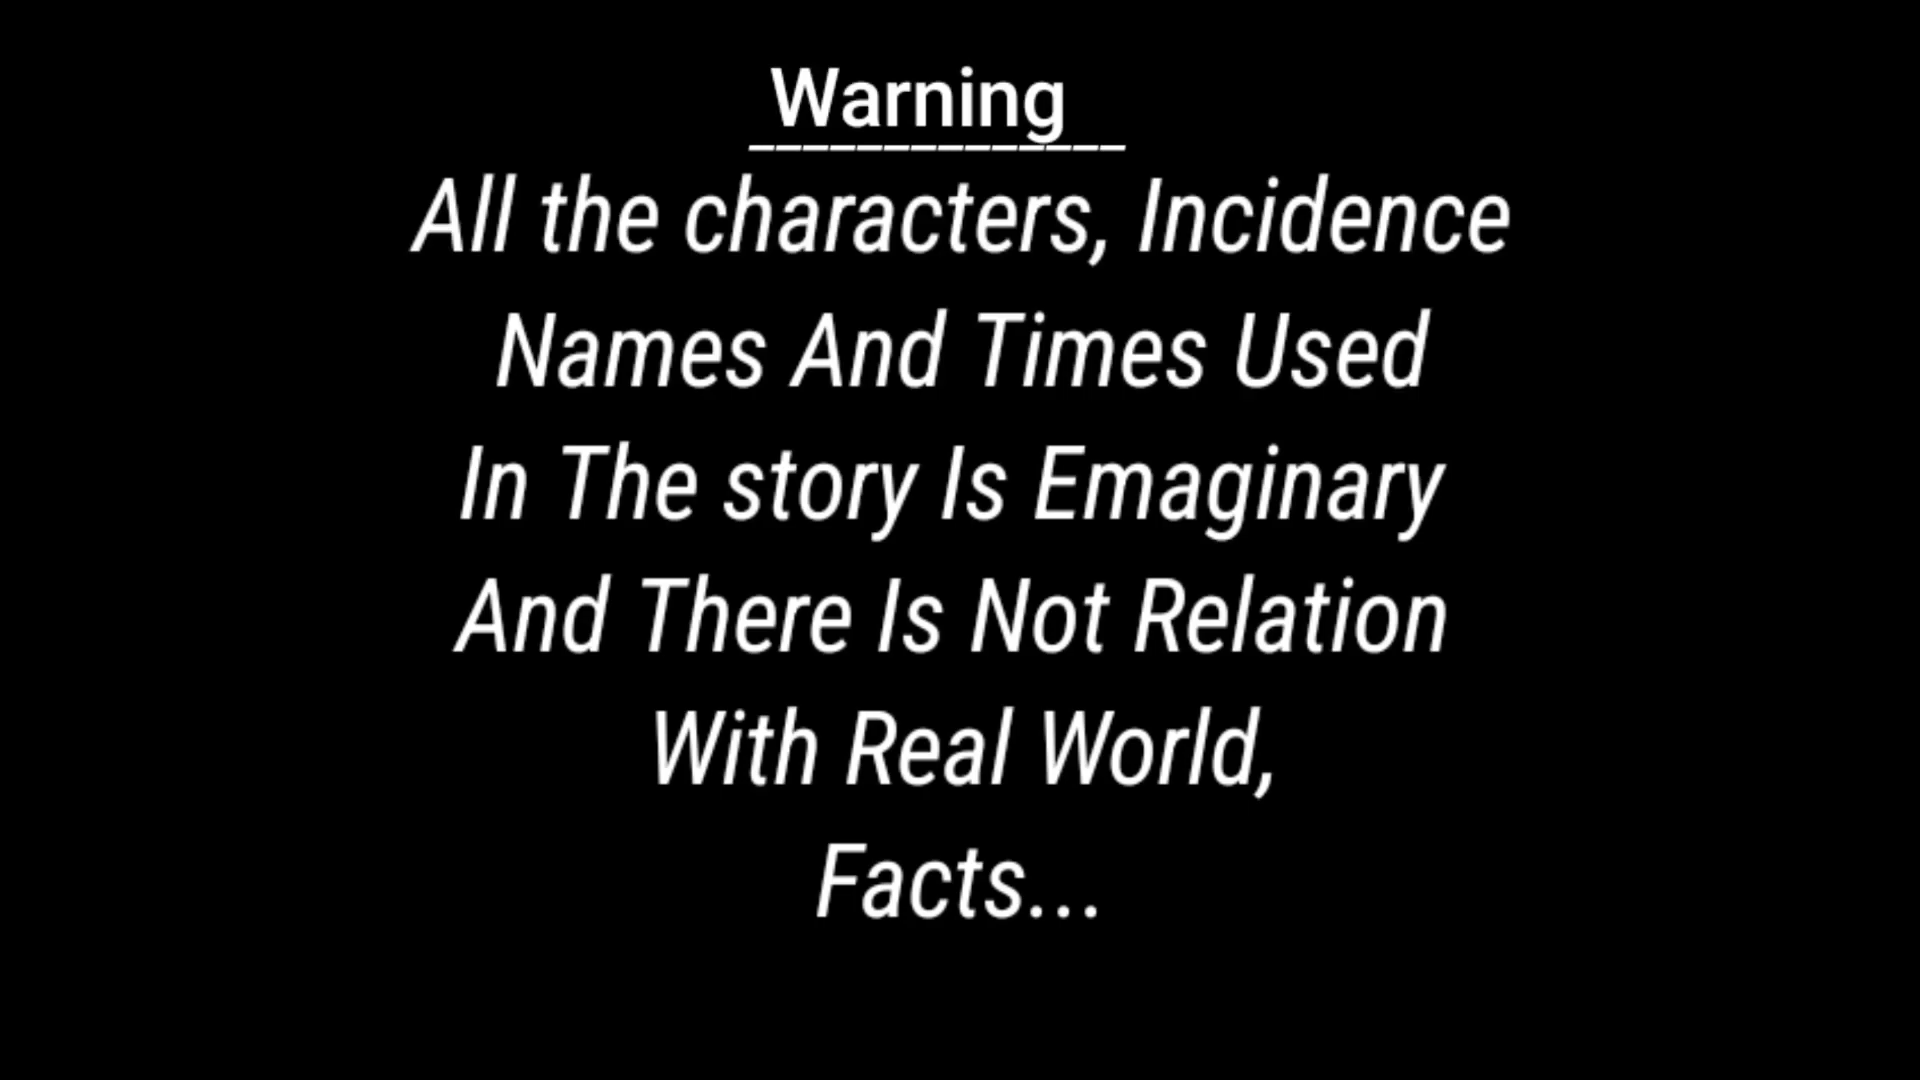 Warning
All the characters, Incidence
Names And Times Used
In The story Is Emaginary
And There Is Not Relation
With Real World,
Facts...